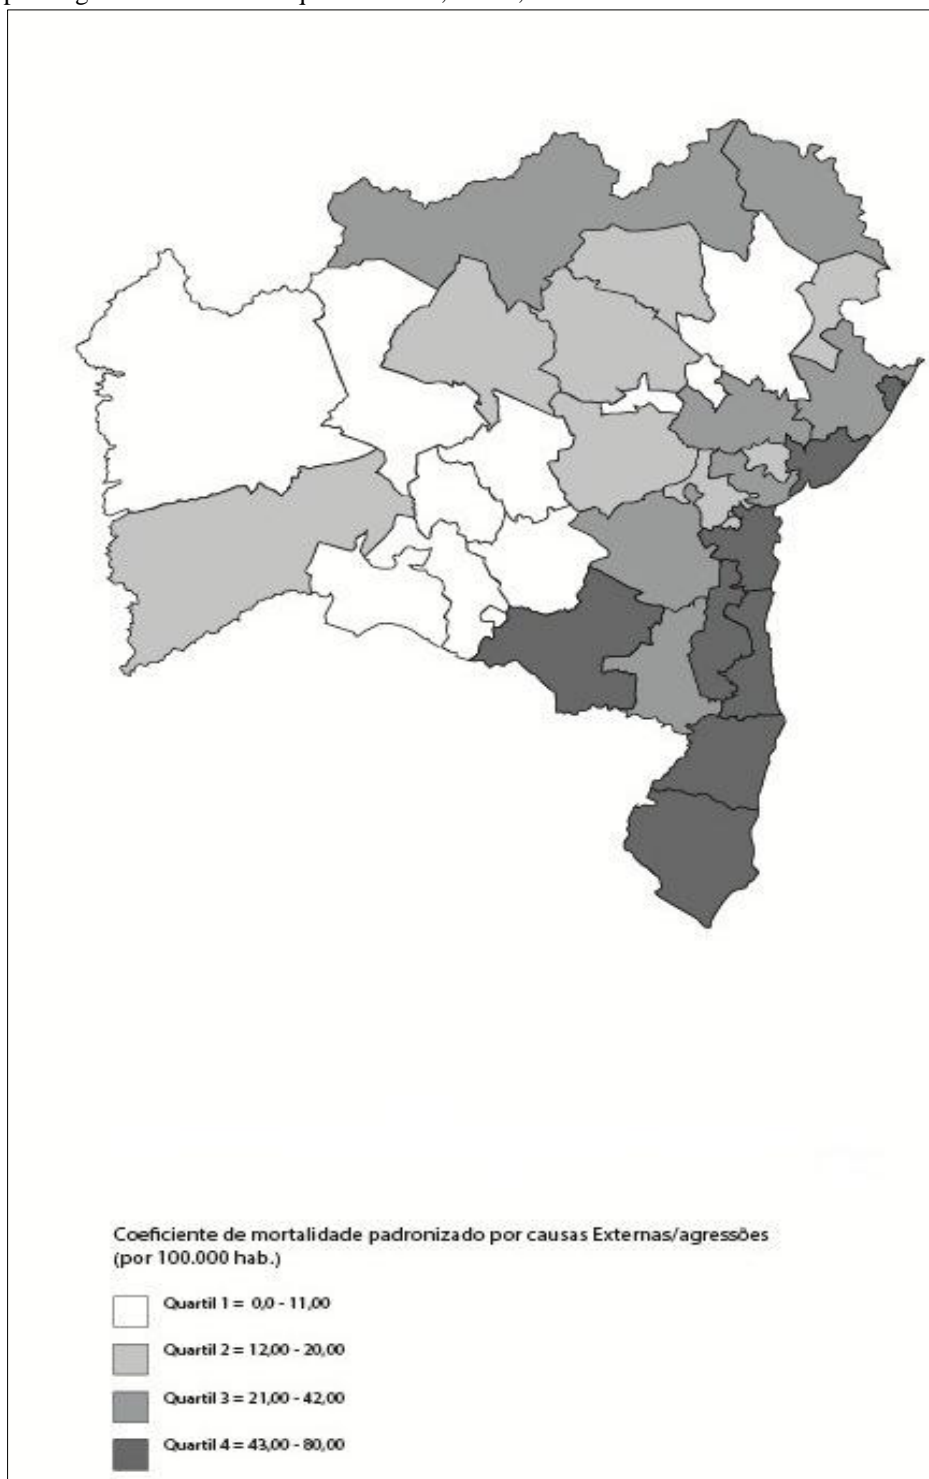 Coeficiente de mortalidade padronizado por causas Externas/agressões
(por 100.000 hab.)
Quartil 1 = 0,0 - 11,00
Quartil 2 = 12,00 - 20,00
Quartil 3 = 21,00 - 42,00
Quartil 4 = 43,00 - 80,00